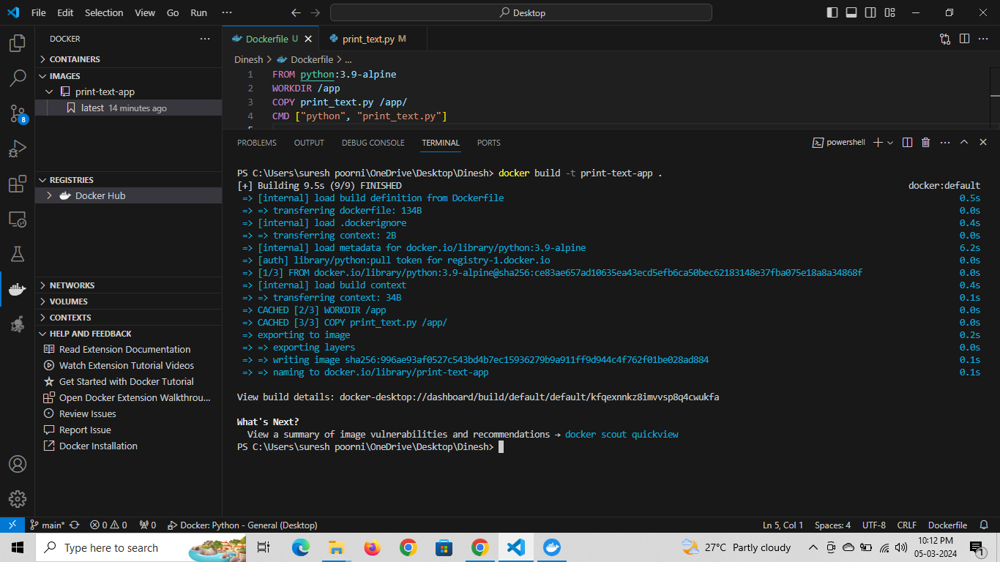 File Edit Selection View Go Run ··· Desktop
DOCKER ···
CONTAINERS
IMAGES
print-text-app
latest 14 minutes ago
REGISTRIES
Docker Hub
NETWORKS
VOLUMES
CONTEXTS
HELP AND FEEDBACK
Read Extension Documentation
Watch Extension Tutorial Videos
Get Started with Docker Tutorial
Open Docker Extension Walkthrou...
Review Issues
Report Issue
Docker Installation
8
Dockerfile U print_text.py M
Dinesh > Dockerfile > ...
1 FROM python:3.9-alpine
2 WORKDIR /app
3 COPY print_text.py /app/
4 CMD ["python", "print_text.py"]
5
PROBLEMS OUTPUT DEBUG CONSOLE TERMINAL PORTS powershell
PS C:\Users\suresh poorni\OneDrive\Desktop\Dinesh> docker build -t print-text-app .
[+] Building 9.5s (9/9) FINISHED docker:default
=> [internal] load build definition from Dockerfile 0.5s
=> => transferring dockerfile: 134B 0.0s
=> [internal] load .dockerignore 0.4s
=> => transferring context: 2B 0.0s
=> [internal] load metadata for docker.io/library/python:3.9-alpine 6.2s
=> [auth] library/python:pull token for registry-1.docker.io 0.0s
=> [1/3] FROM docker.io/library/python:3.9-alpine@sha256:ce83ae657ad10635ea43ecd5efb6ca50bec62183148e37fba075e18a8a34868f 0.0s
=> [internal] load build context 0.4s
=> => transferring context: 34B 0.1s
=> CACHED [2/3] WORKDIR /app 0.0s
=> CACHED [3/3] COPY print_text.py /app/ 0.0s
=> exporting to image 0.2s
=> => exporting layers 0.0s
=> => writing image sha256:996ae93af0527c543bd4b7ec15936279b9a911ff9d944c4f762f01be028ad884 0.1s
=> => naming to docker.io/library/print-text-app 0.1s
View build details: docker-desktop://dashboard/build/default/default/kfqexnnkz8imvvsp8q4cwukfa
What's Next?
View a summary of image vulnerabilities and recommendations → docker scout quickview
PS C:\Users\suresh poorni\OneDrive\Desktop\Dinesh>
main* 0 0 0 Docker: Python - General (Desktop) Ln 5, Col 1 Spaces: 4 UTF-8 CRLF Dockerfile
Type here to search 27°C Partly cloudy 10:12 PM
05-03-2024 1